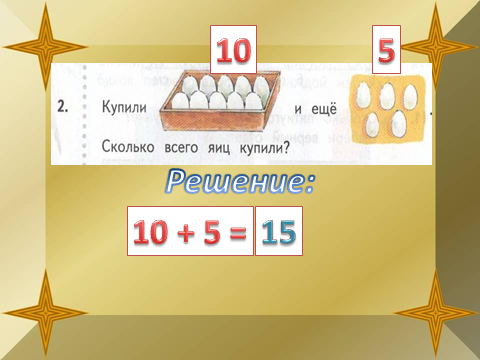 10 5
2. Купили и ещё .
Сколько всего яиц купили?
Решение:
10 + 5 = 15